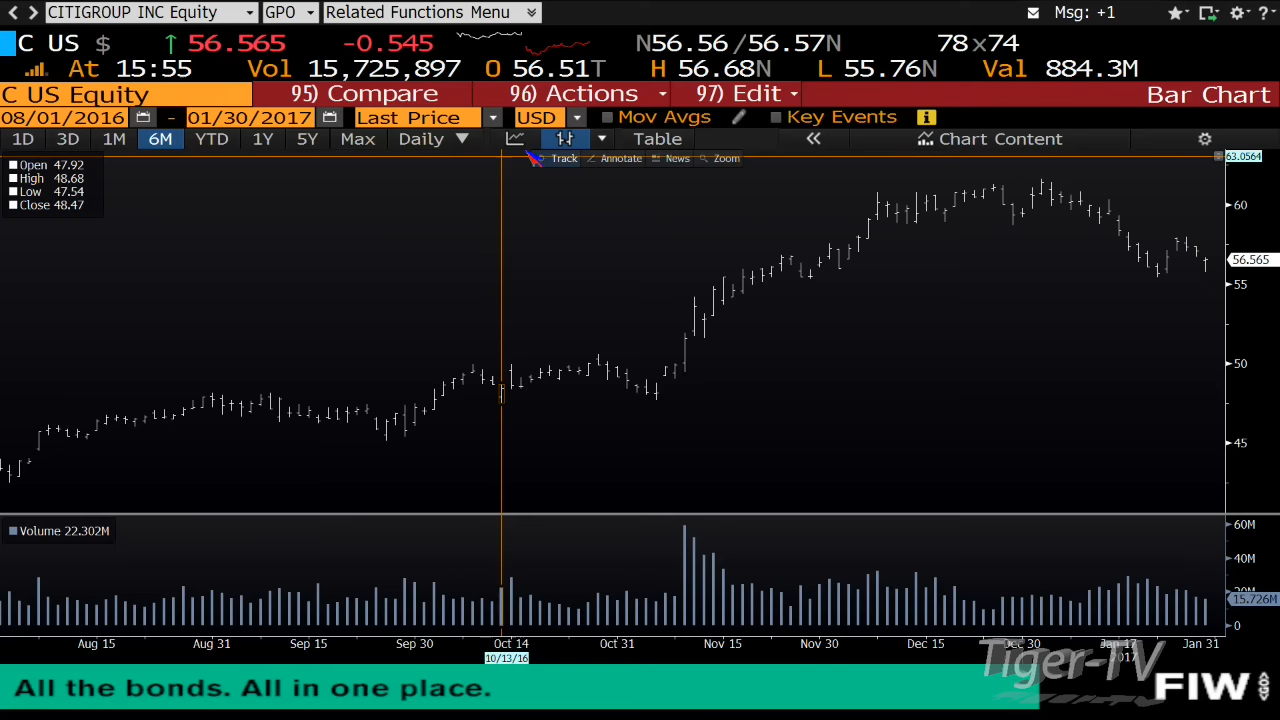 CITIGROUP INC Equity GPO Related Functions Menu Msg: +1 ?
C US $ ↑ 56.565 -0.545 N56.56/56.57N 78x74
At 15:55 Vol 15,725,897 O 56.51T H 56.68N L 55.76N Val 884.3M
C US Equity 95) Compare 96) Actions 97) Edit Bar Chart
08/01/2016 - 01/30/2017 Last Price USD Mov Avgs Key Events i
1D 3D 1M 6M YTD 1Y 5Y Max Daily ▼ Table « Chart Content
Track Annotate News Zoom
63.0564
Open 47.92
High 48.68
Low 47.54
Close 48.47
60
56.565
55
50
45
Volume 22.302M
60M
40M
20M
15.726M
0
Aug 15 Aug 31 Sep 15 Sep 30 Oct 14 Oct 31 Nov 15 Nov 30 Dec 15 Dec 30 Jan 17 Jan 31
10/13/16 2017
Tiger-TV
All the bonds. All in one place.
FIW